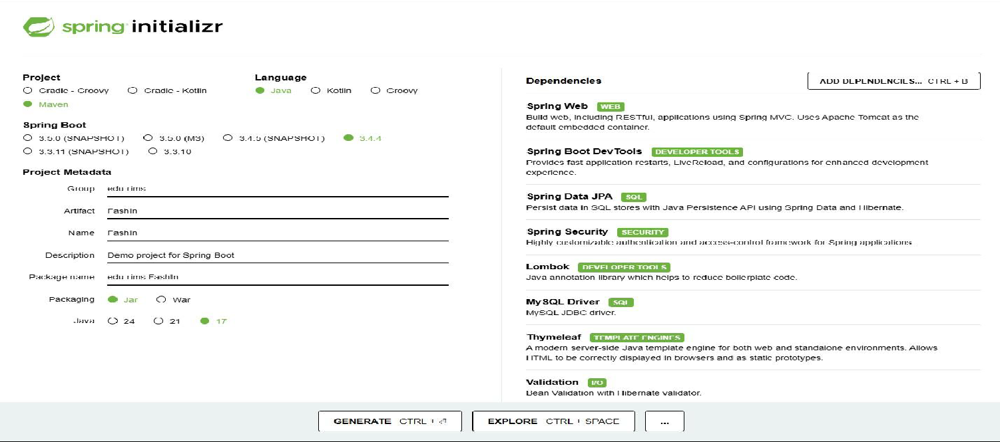 spring initializr
Project
Gradle - Groovy Gradle - Kotlin
Maven
Language
Java Kotlin Groovy
Spring Boot
3.5.0 (SNAPSHOT) 3.5.0 (M3) 3.4.5 (SNAPSHOT) 3.4.4
3.3.11 (SNAPSHOT) 3.3.10
Project Metadata
Group edu.rims
Artifact FashIn
Name FashIn
Description Demo project for Spring Boot
Package name edu.rims.FashIn
Packaging Jar War
Java 24 21 17
Dependencies
ADD DEPENDENCIES... CTRL + B
Spring Web WEB
Build web, including RESTful, applications using Spring MVC. Uses Apache Tomcat as the
default embedded container.
Spring Boot DevTools DEVELOPER TOOLS
Provides fast application restarts, LiveReload, and configurations for enhanced development
experience.
Spring Data JPA SQL
Persist data in SQL stores with Java Persistence API using Spring Data and Hibernate.
Spring Security SECURITY
Highly customizable authentication and access-control framework for Spring applications.
Lombok DEVELOPER TOOLS
Java annotation library which helps to reduce boilerplate code.
MySQL Driver SQL
MySQL JDBC driver.
Thymeleaf TEMPLATE ENGINES
A modern server-side Java template engine for both web and standalone environments. Allows
HTML to be correctly displayed in browsers and as static prototypes.
Validation I/O
Bean Validation with Hibernate validator.
GENERATE CTRL + ⏎
EXPLORE CTRL + SPACE
...